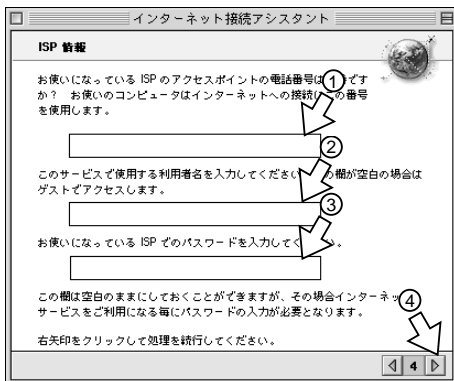 インターネット接続アシスタント
ISP 情報
お使いになっている ISP のアクセスポイントの電話番号は
①
です
か? お使いのコンピュータはインターネットへの接続に
の番号
を使用します。
②
このサービスで使用する利用者名を入力してください
の欄が空白の場合は
ゲストでアクセスします。
③
お使いになっている ISP でのパスワードを入力してく
い。
この欄は空白のままにしておくことができますが、その場合インターネッ
④
サービスをご利用になる毎にパスワードの入力が必要となります。
右矢印をクリックして処理を続行してください。
4